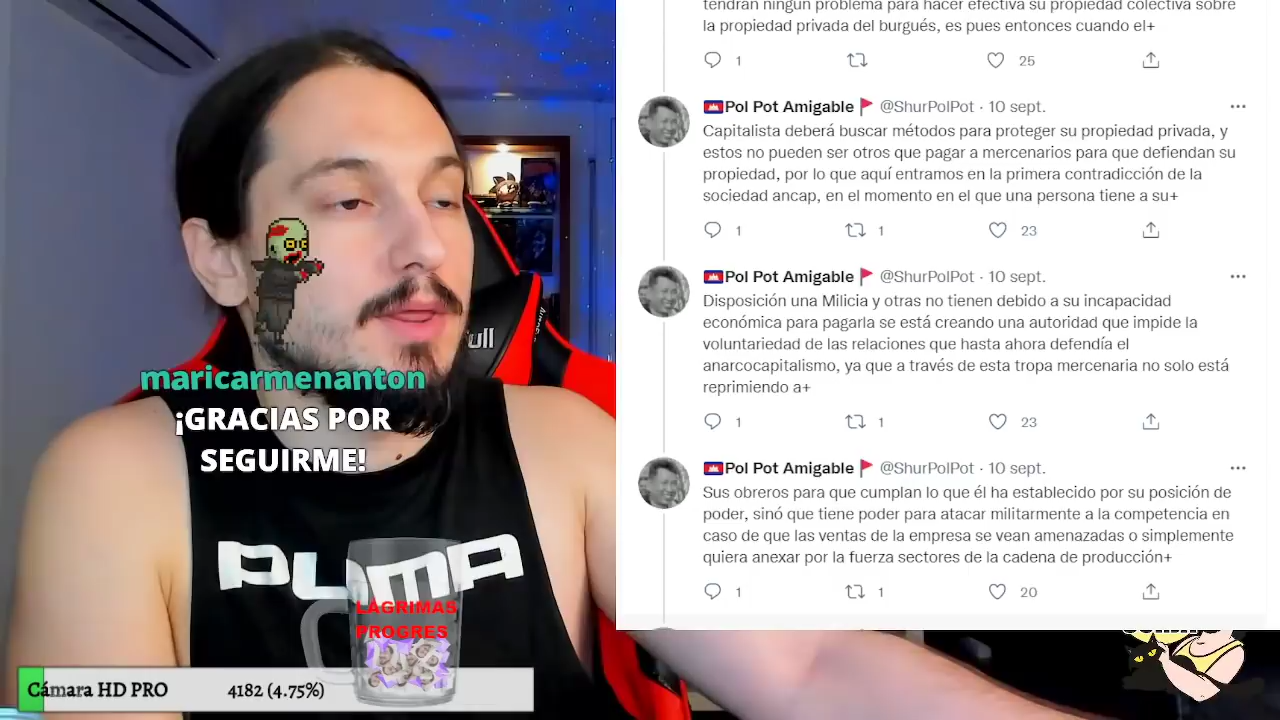 tendrán ningún problema para hacer efectiva su propiedad colectiva sobre
la propiedad privada del burgués, es pues entonces cuando el+
1 25
Pol Pot Amigable @ShurPolPot · 10 sept.
Capitalista deberá buscar métodos para proteger su propiedad privada, y
estos no pueden ser otros que pagar a mercenarios para que defiendan su
propiedad, por lo que aquí entramos en la primera contradicción de la
sociedad ancap, en el momento en el que una persona tiene a su+
1 1 23
Pol Pot Amigable @ShurPolPot · 10 sept.
Disposición una Milicia y otras no tienen debido a su incapacidad
económica para pagarla se está creando una autoridad que impide la
voluntariedad de las relaciones que hasta ahora defendía el
anarcocapitalismo, ya que a través de esta tropa mercenaria no solo está
reprimiendo a+
1 1 23
Pol Pot Amigable @ShurPolPot · 10 sept.
Sus obreros para que cumplan lo que él ha establecido por su posición de
poder, sinó que tiene poder para atacar militarmente a la competencia en
caso de que las ventas de la empresa se vean amenazadas o simplemente
quiera anexar por la fuerza sectores de la cadena de producción+
1 1 20
maricarmenanton
¡GRACIAS POR
SEGUIRME!
PUMA
LAGRIMAS
PROGRES
Cámara HD PRO 4182 (4.75%)